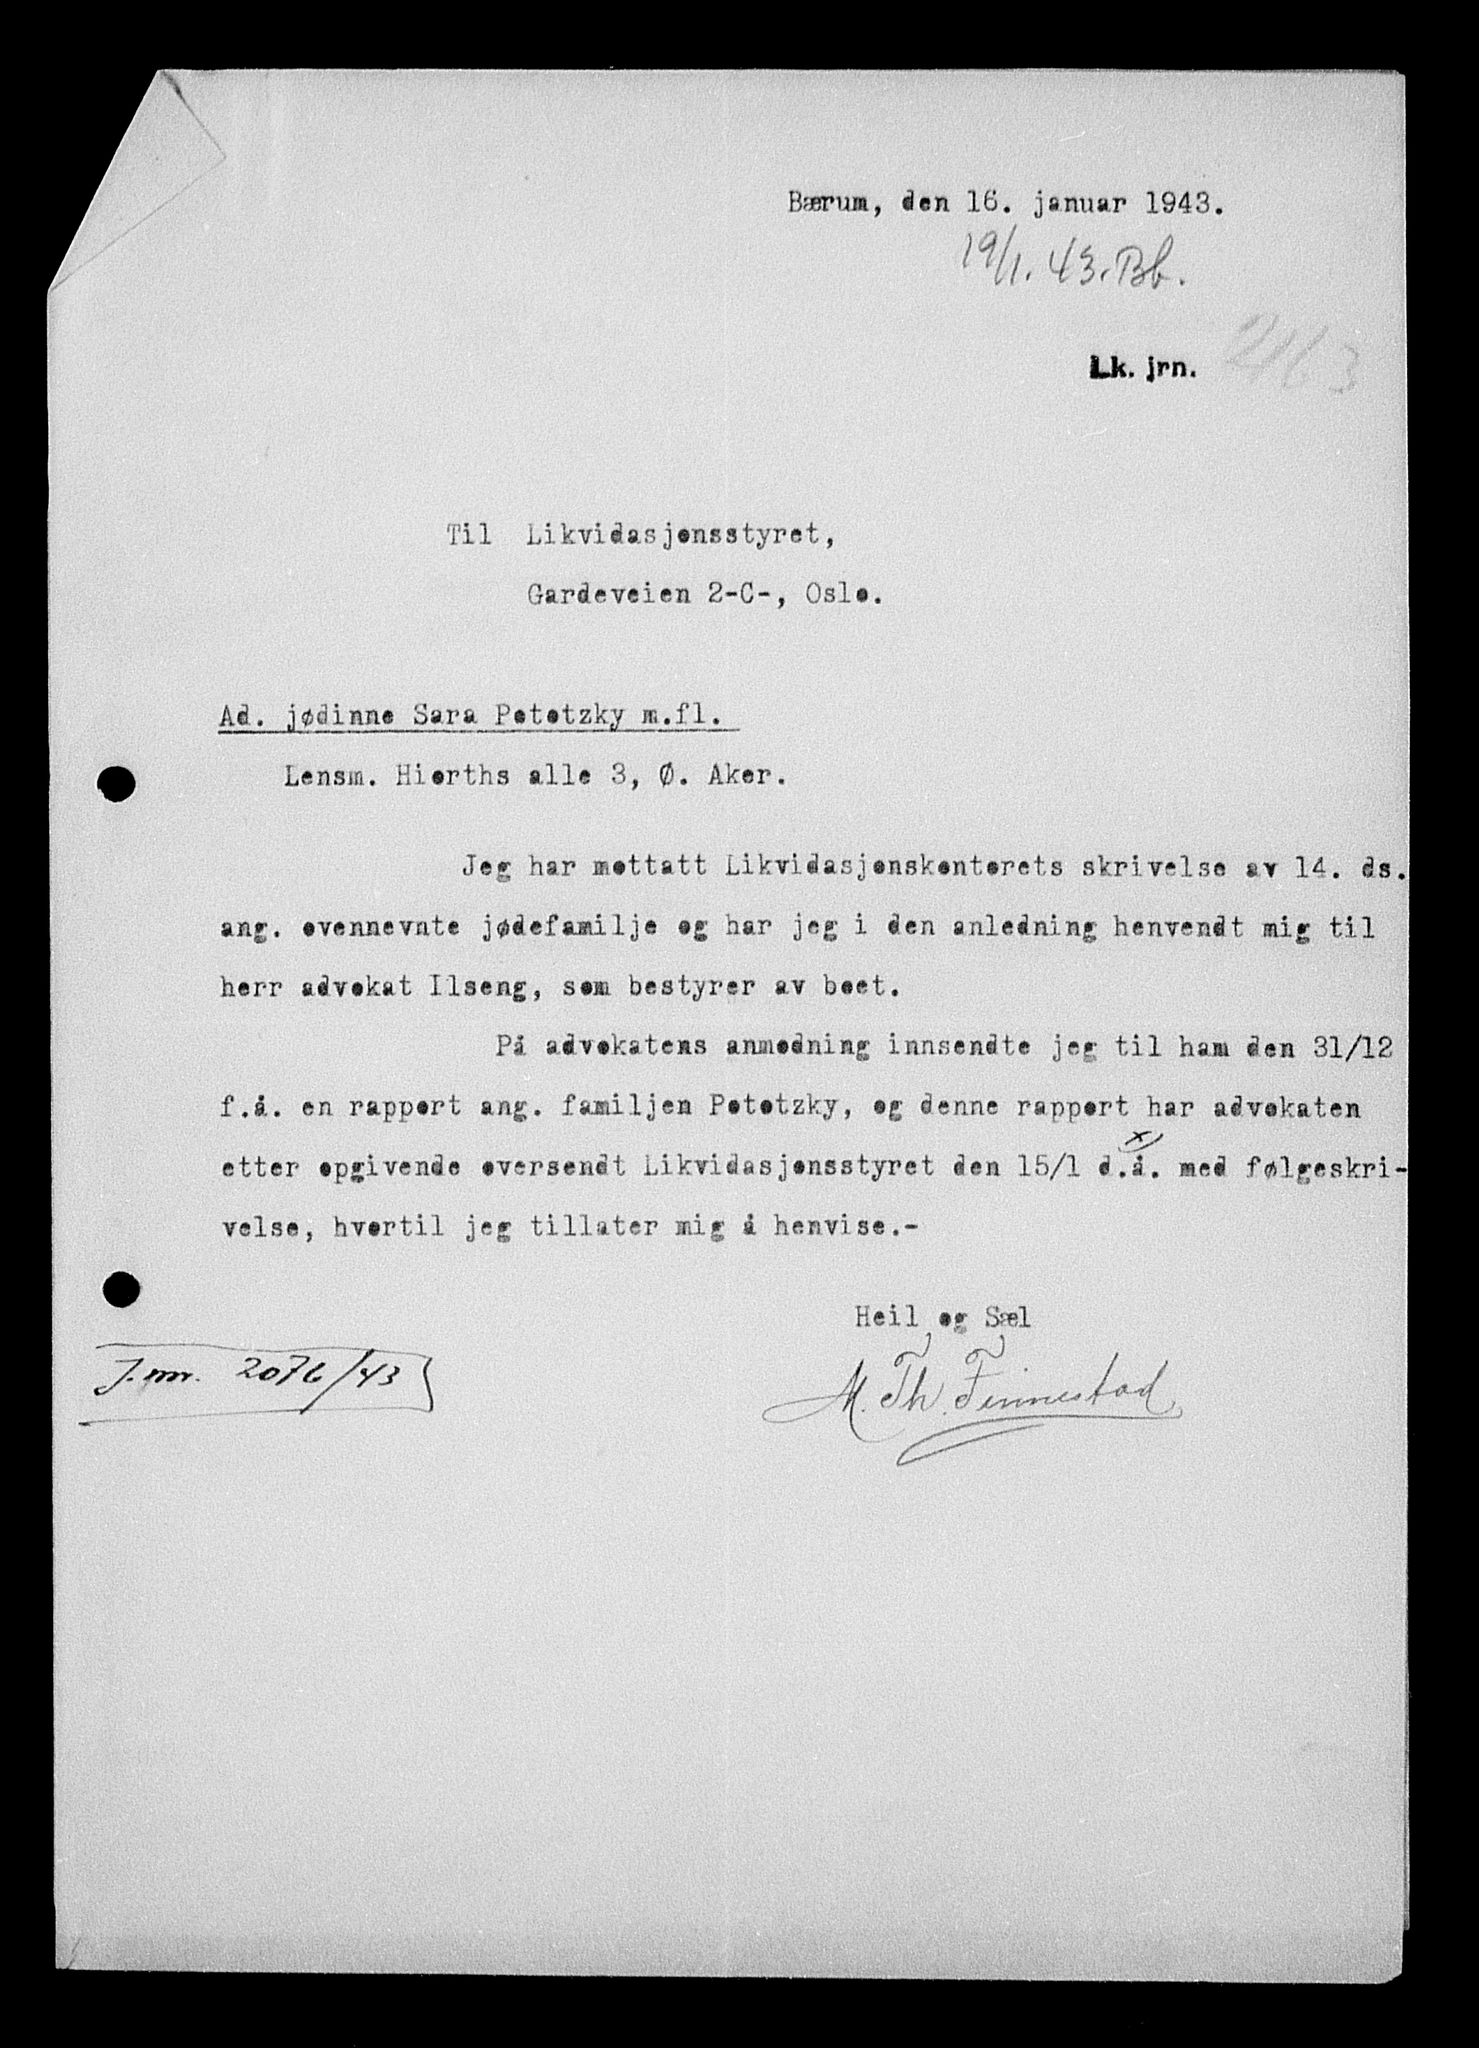 Bærum, den 16. januar 1943.
19/1. 43. Bb.
Lk. jrn. 2163
Til Likvidasjonsstyret,
Gardeveien 2-C-, Oslo.
Ad. jødinne Sara Pototzky m.fl.
Lensm. Hiorths alle 3, Ø. Aker.
Jeg har mottatt Likvidasjonskontorets skrivelse av 14. ds.
ang. ovennevnte jødefamilje og har jeg i den anledning henvendt mig til
herr advokat Ilseng, som bestyrer av boet.
På advokatens anmodning innsendte jeg til ham den 31/12
f.å. en rapport ang. familjen Pototzky, og denne rapport har advokaten
x)
etter opgivende oversendt Likvidasjonsstyret den 15/1 d.å. med følgeskri-
velse, hvortil jeg tillater mig å henvise.-
Heil og Sæl
M. Th. Finnestad
J.nr. 2076/43